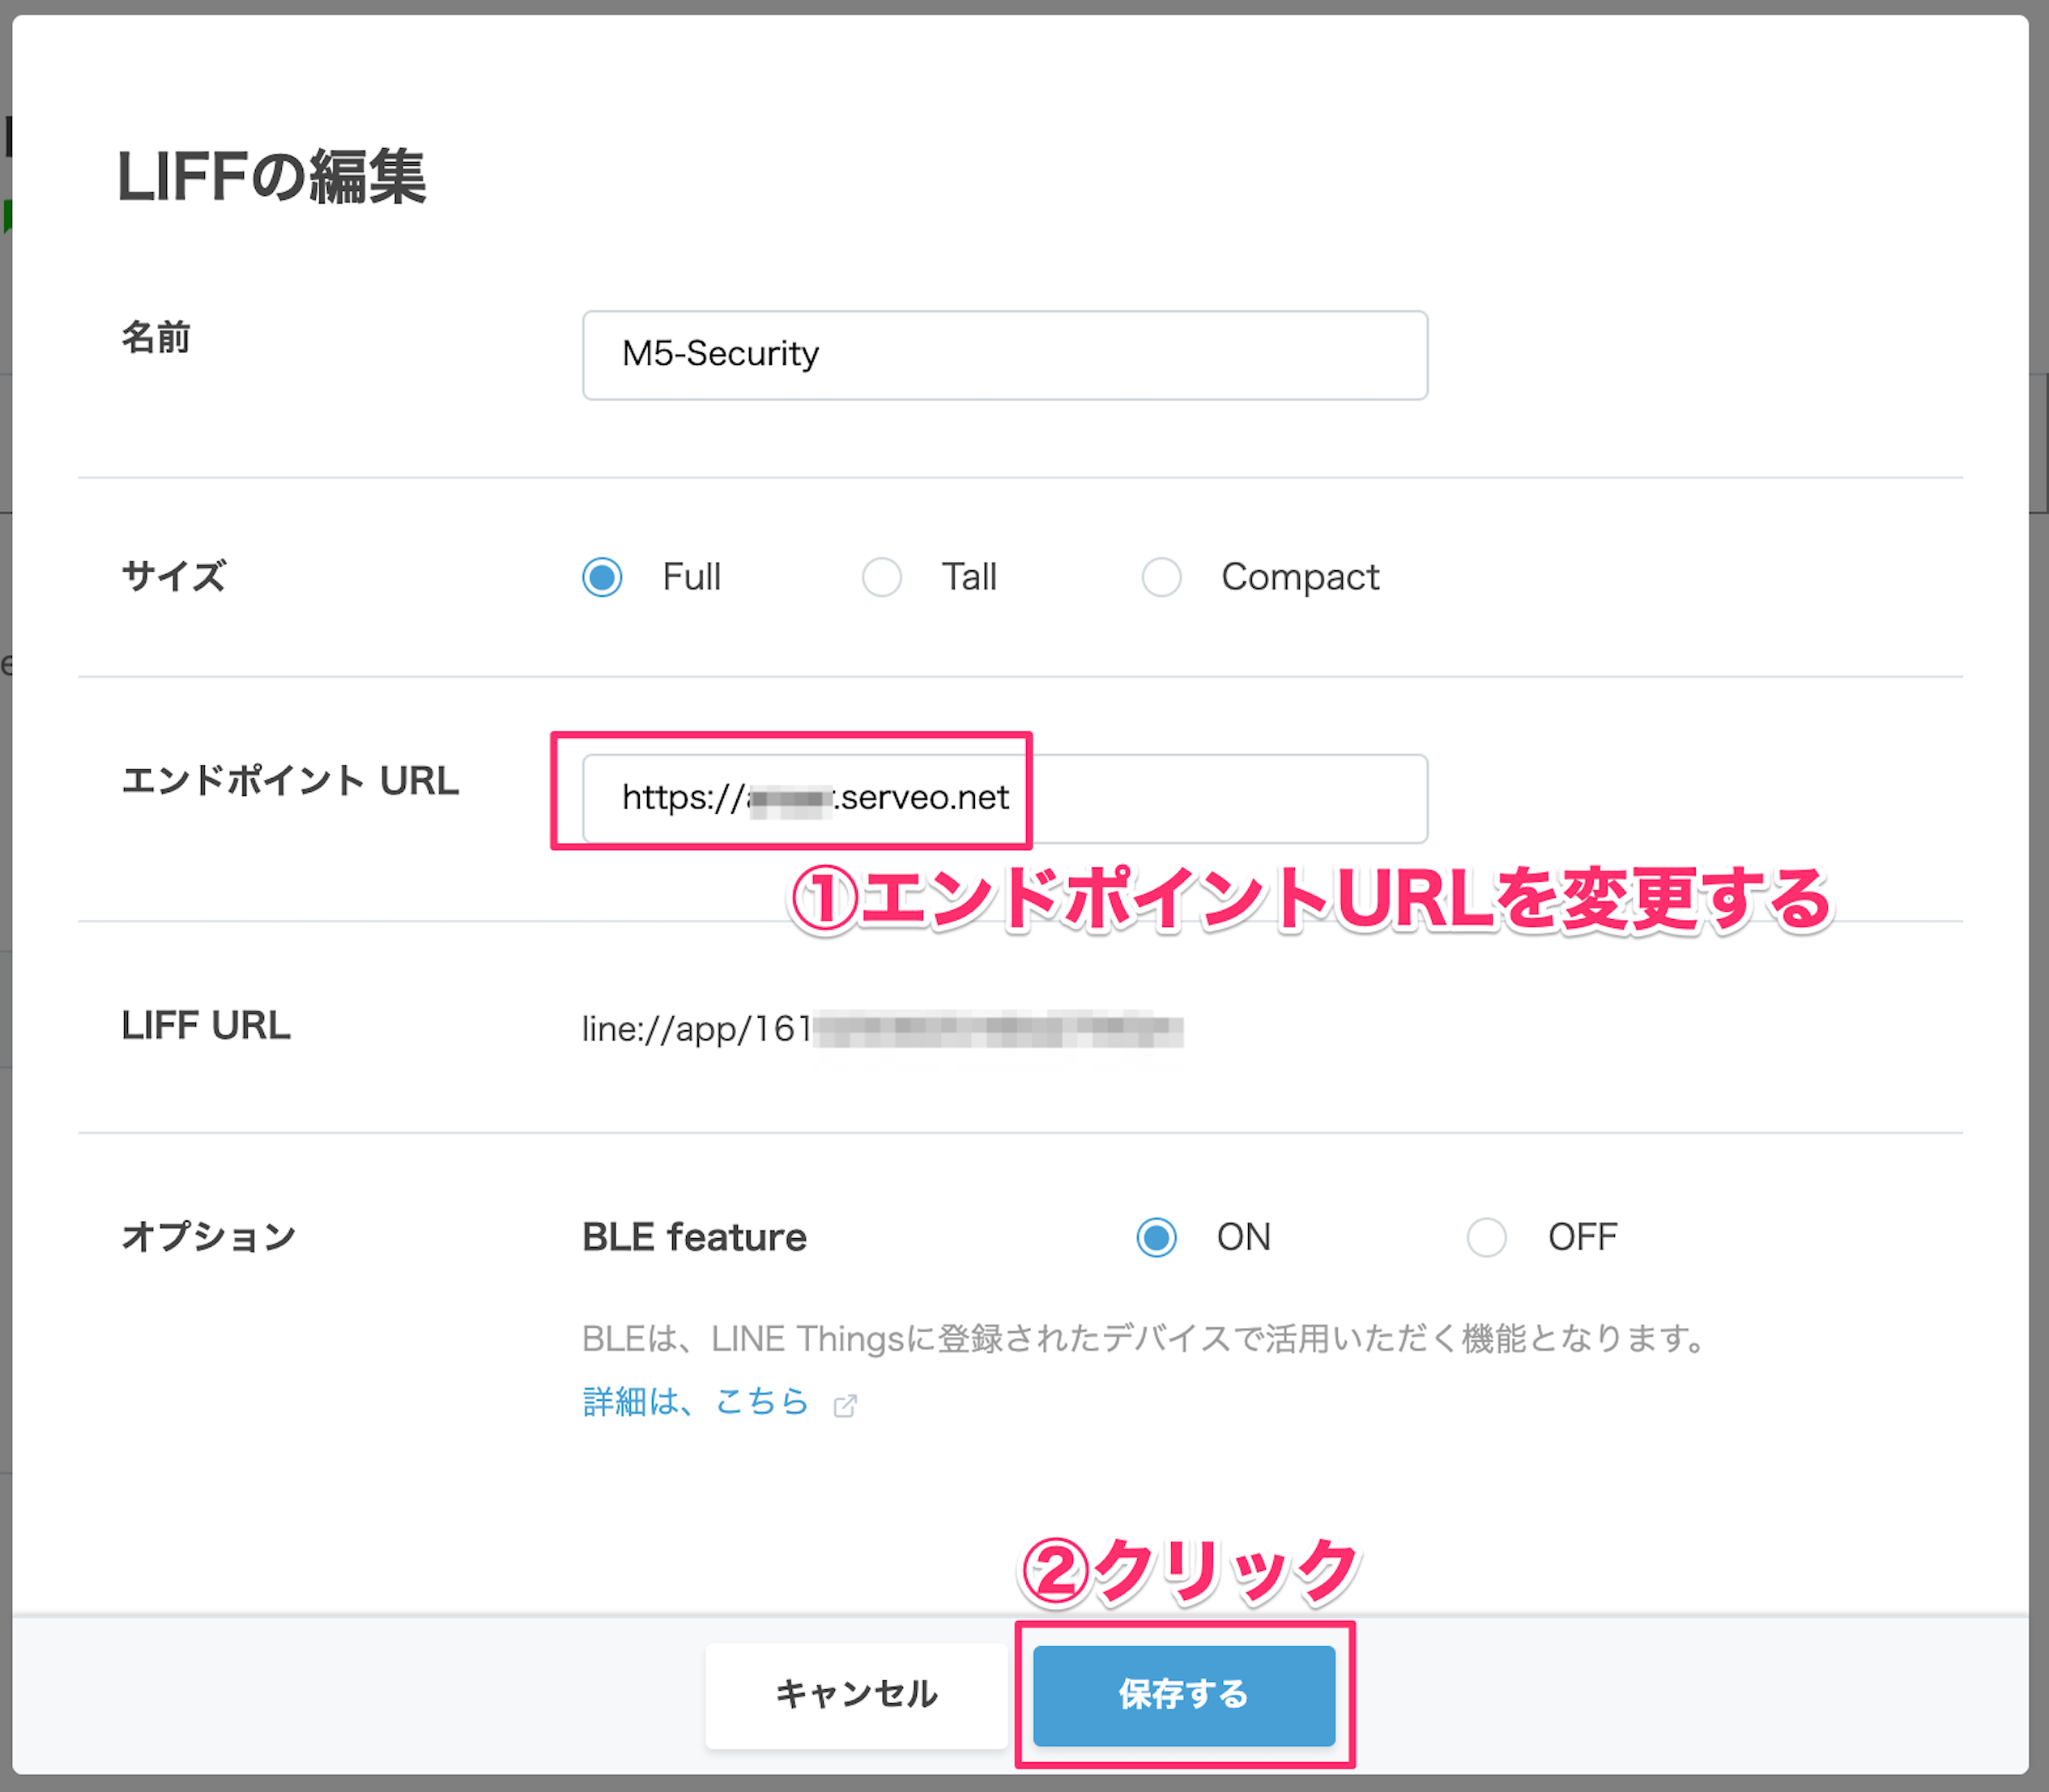 LIFFの編集
名前
M5-Security
サイズ
Full
Tall
Compact
エンドポイント URL
https://a .serveo.net
①エンドポイントURLを変更する
LIFF URL
line://app/161
オプション
BLE feature
ON
OFF
BLEは、LINE Thingsに登録されたデバイスで活用いただく機能となります。
詳細は、こちら
②クリック
キャンセル
保存する